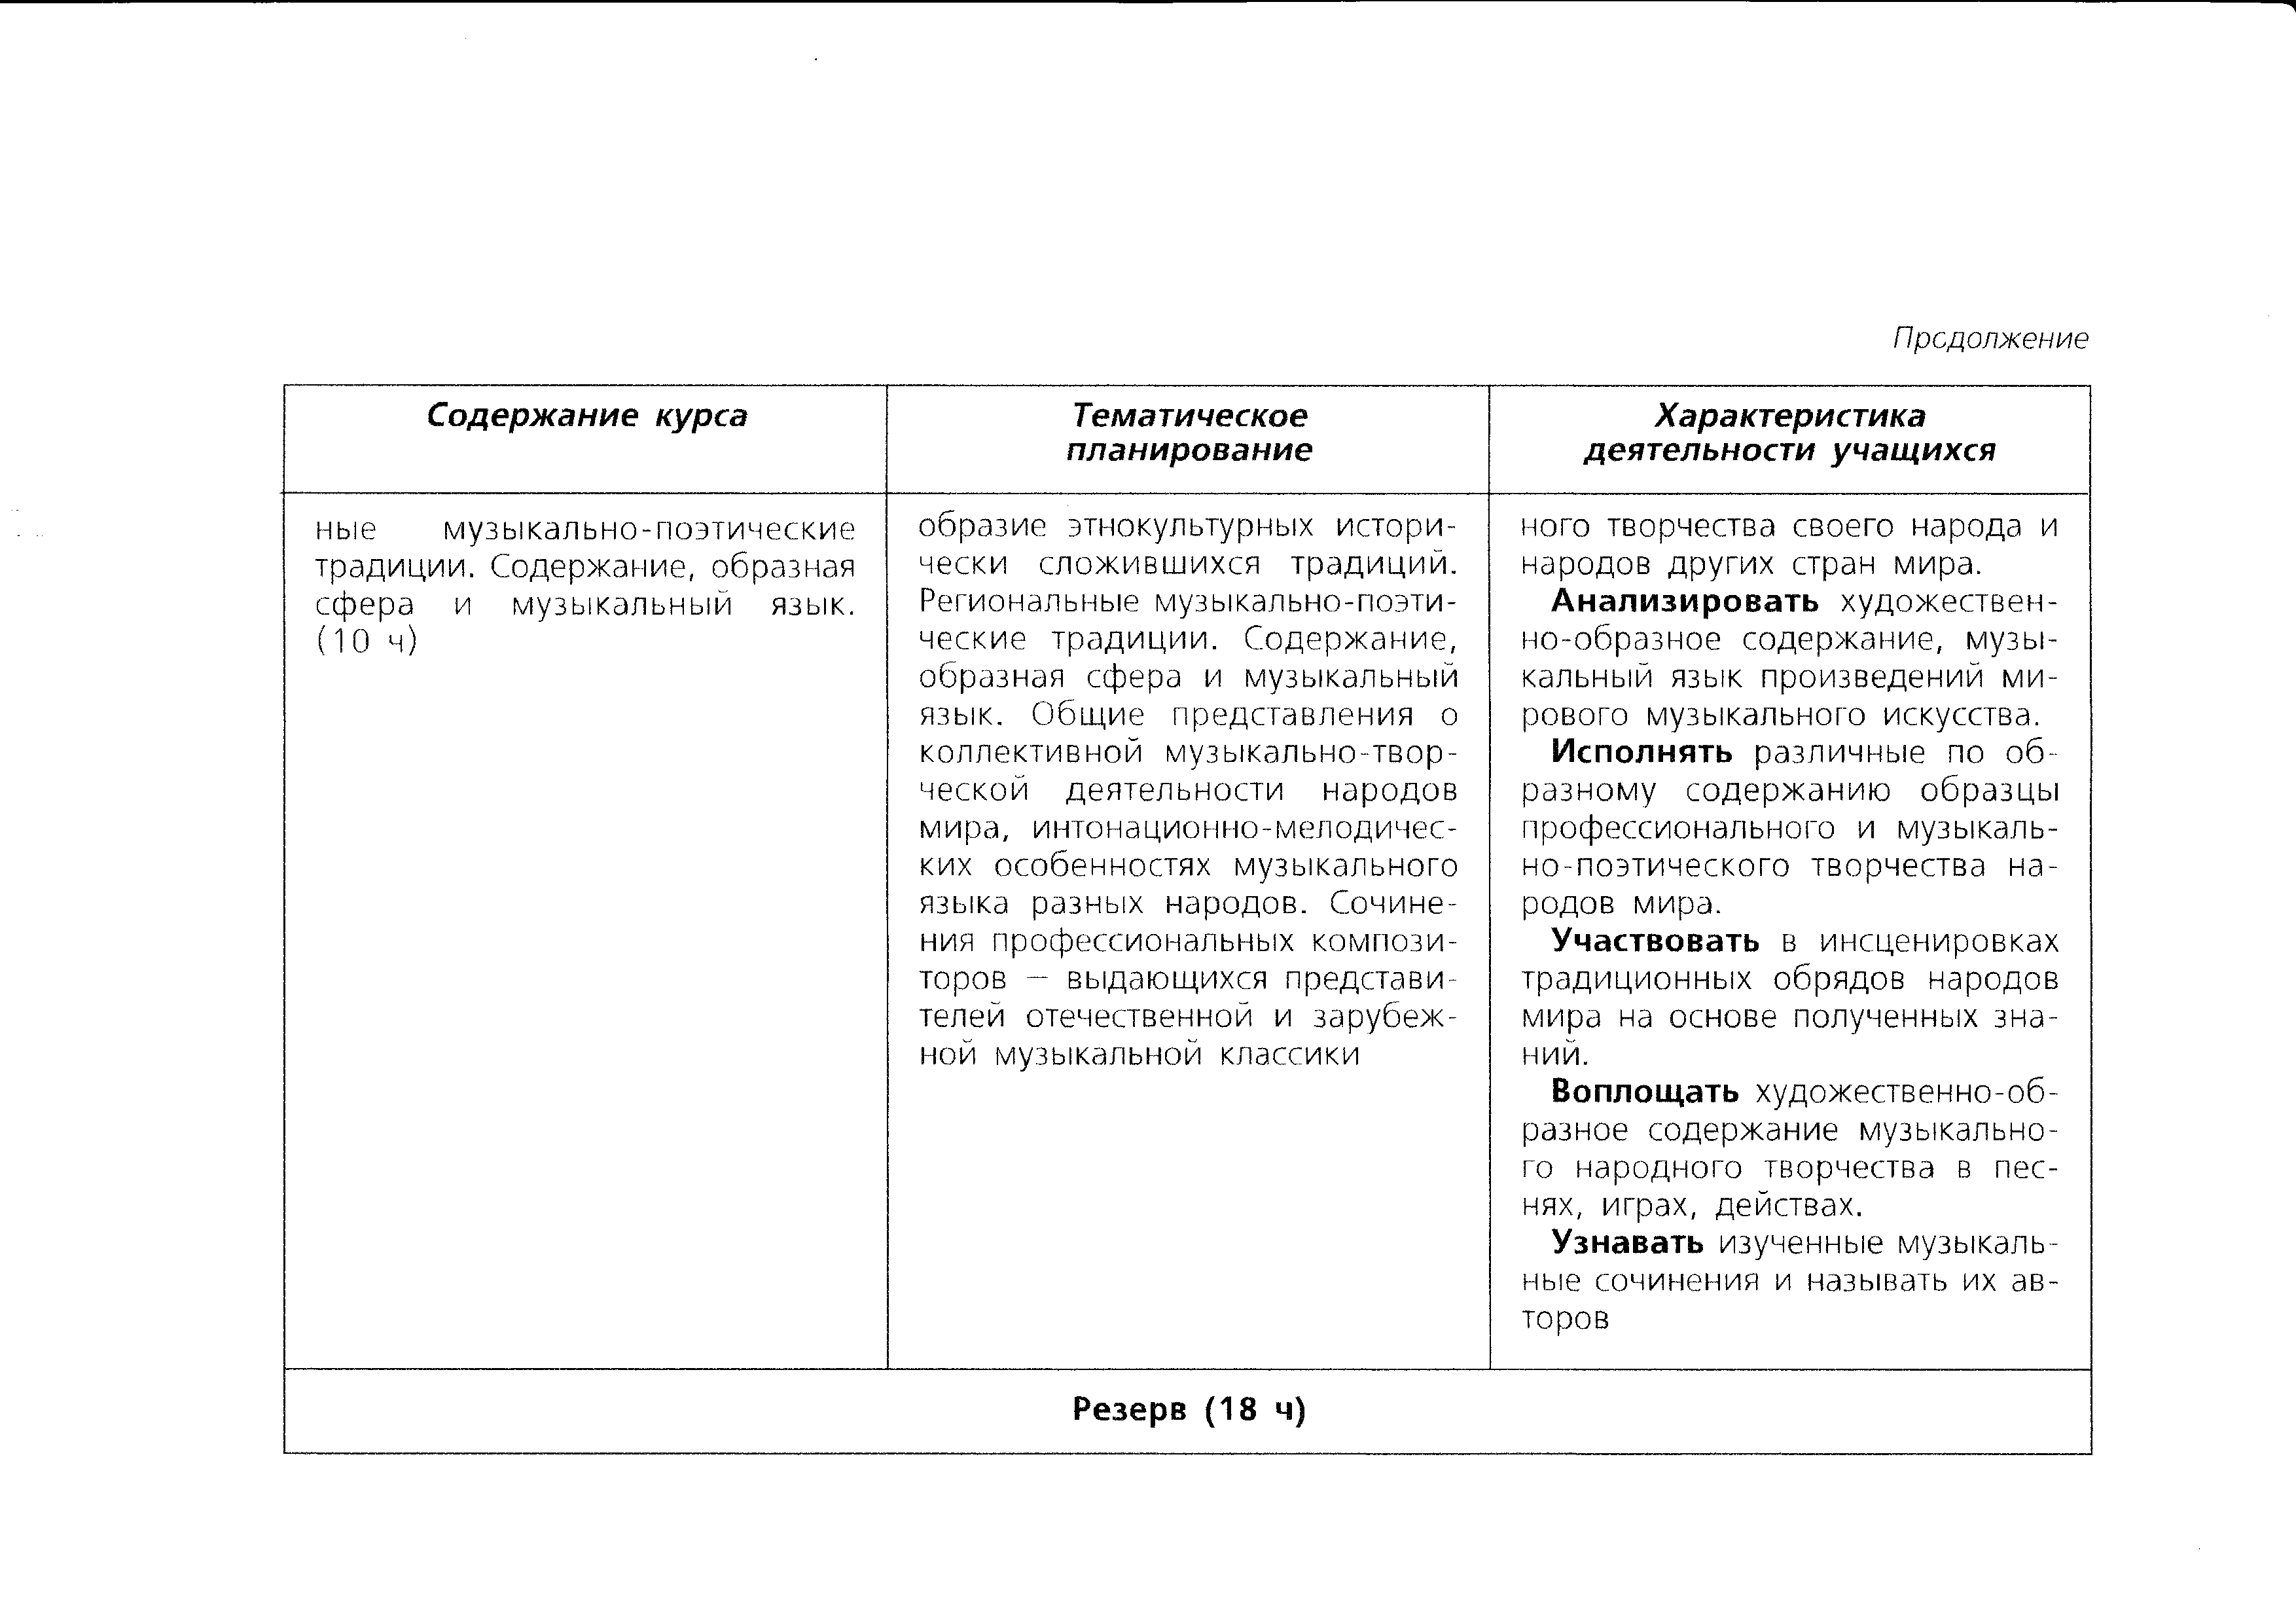 Продолжение
Содержание курса
Тематическое
планирование
Характеристика
деятельности учащихся
ные музыкально-поэтические
традиции. Содержание, образная
сфера и музыкальный язык.
(10 ч)
образие этнокультурных истори-
чески сложившихся традиций.
Региональные музыкально-поэти-
ческие традиции. Содержание,
образная сфера и музыкальный
язык. Общие представления о
коллективной музыкально-твор-
ческой деятельности народов
мира, интонационно-мелодичес-
ких особенностях музыкального
языка разных народов. Сочине-
ния профессиональных компози-
торов — выдающихся представи-
телей отечественной и зарубеж-
ной музыкальной классики
ного творчества своего народа и
народов других стран мира.
Анализировать художествен-
но-образное содержание, музы-
кальный язык произведений ми-
рового музыкального искусства.
Исполнять различные по об-
разному содержанию образцы
профессионального и музыкаль-
но-поэтического творчества на-
родов мира.
Участвовать в инсценировках
традиционных обрядов народов
мира на основе полученных зна-
ний.
Воплощать художественно-об-
разное содержание музыкально-
го народного творчества в пес-
нях, играх, действах.
Узнавать изученные музыкаль-
ные сочинения и называть их ав-
торов
Резерв (18 ч)